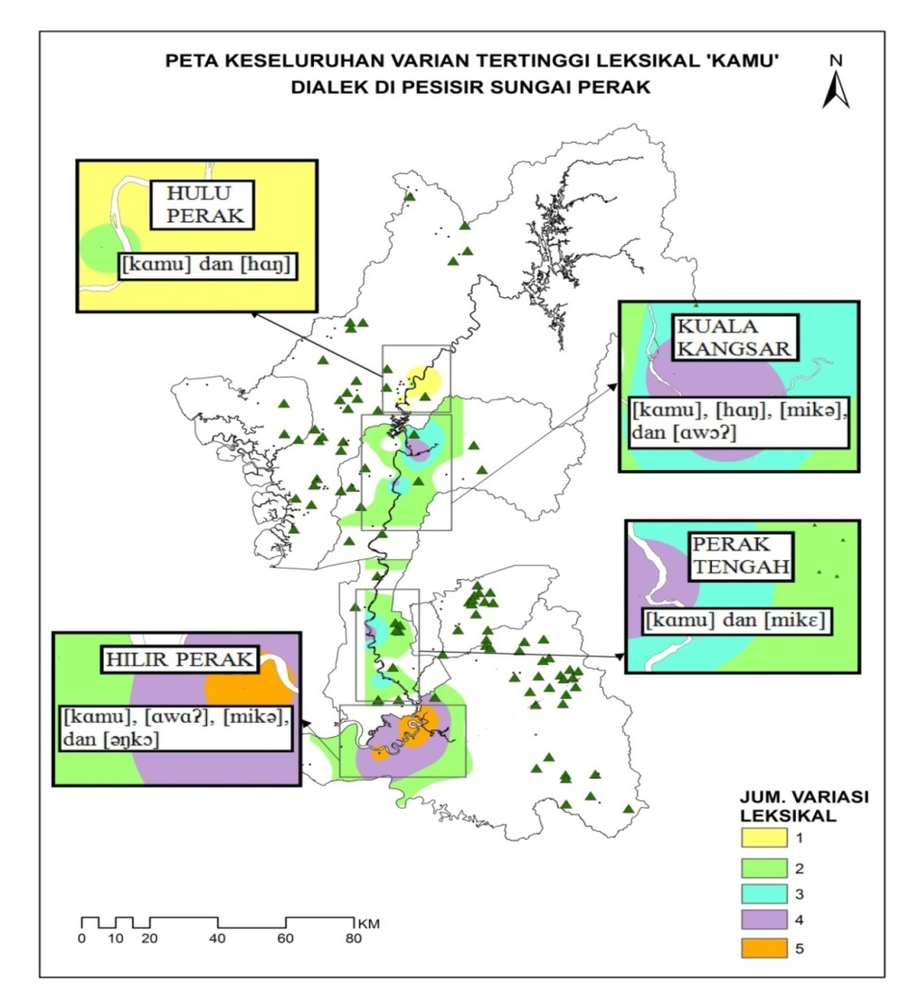 PETA KESELURUHAN VARIAN TERTINGGI LEKSIKAL 'KAMU'
DIALEK DI PESISIR SUNGAI PERAK
N
HULU
PERAK
[kɑmu] dan [hɑŋ]
KUALA
KANGSAR
[kɑmu], [hɑŋ], [mikə],
dan [ɑwɔʔ]
PERAK
TENGAH
[kɑmu] dan [mikɛ]
HILIR PERAK
[kɑmu], [ɑwɑʔ], [mikə],
dan [əŋkɔ]
JUM. VARIASI
LEKSIKAL
1
2
3
4
5
KM
0 10 20 40 60 80